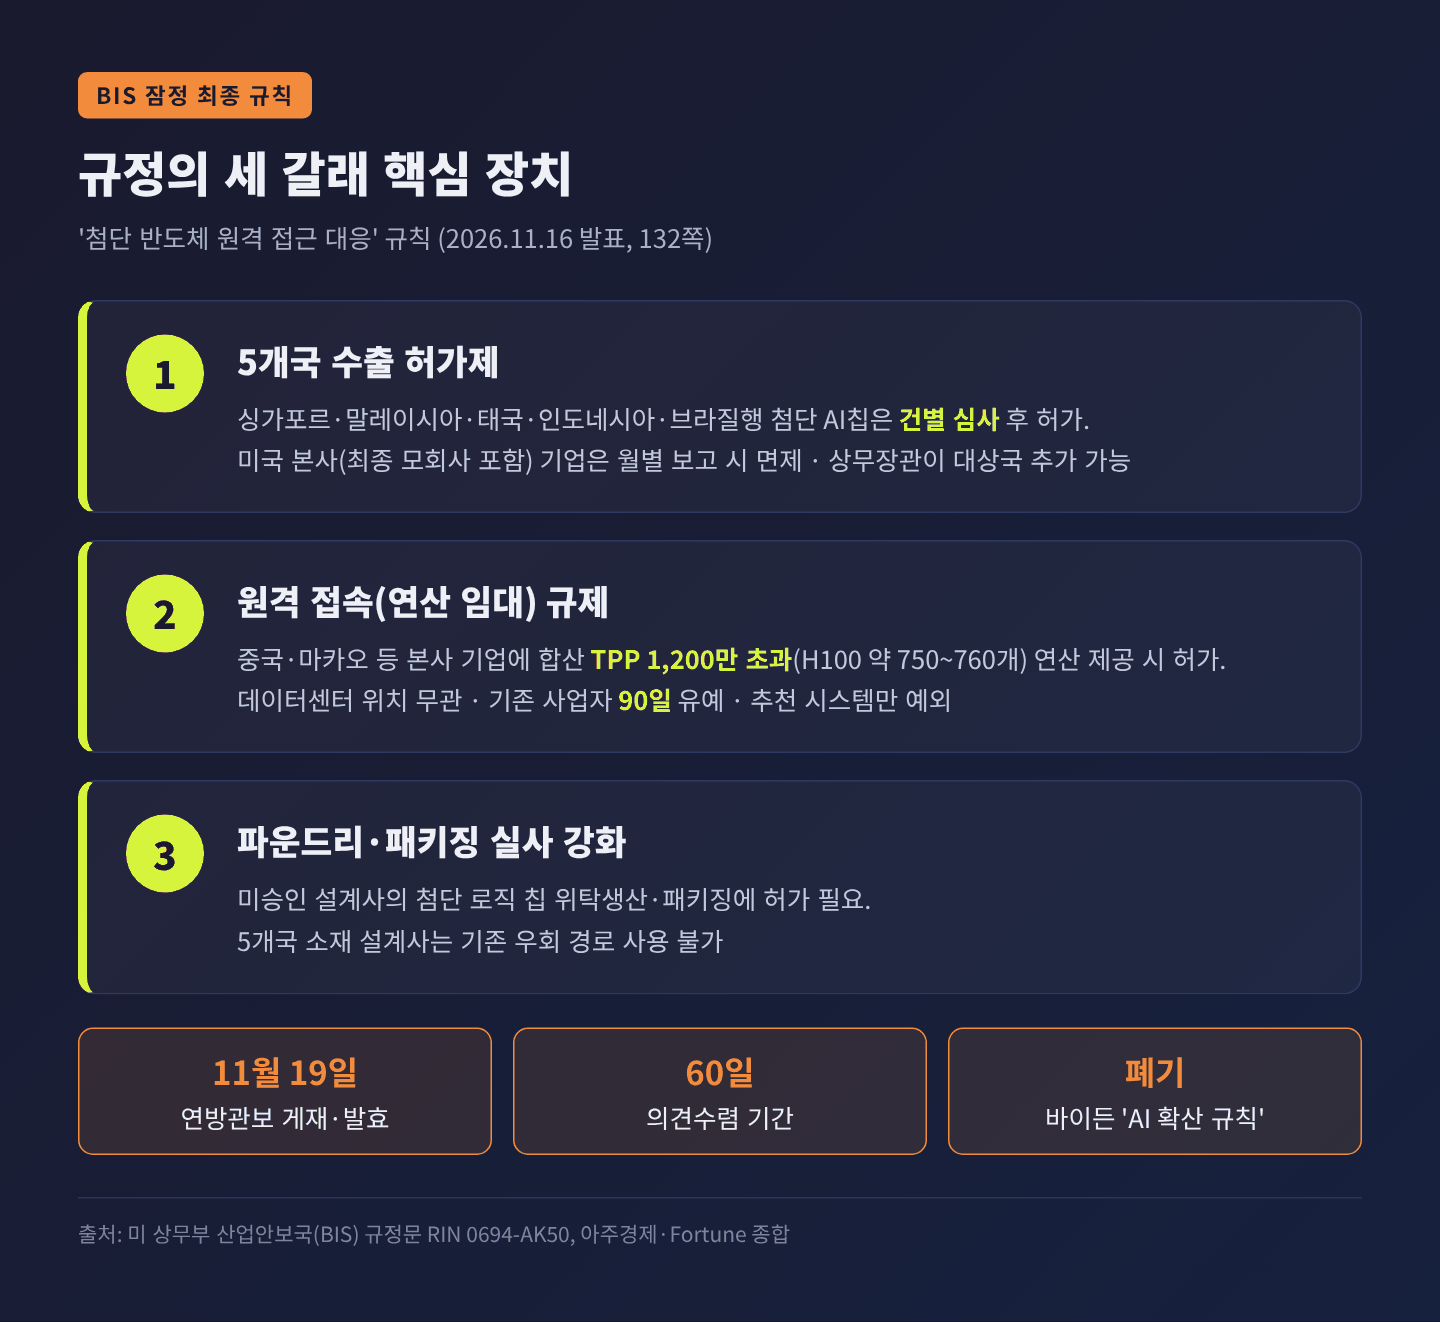 BIS 잠정 최종 규칙
규정의 세 갈래 핵심 장치
'첨단 반도체 원격 접근 대응' 규칙 (2026.11.16 발표, 132쪽)
1
5개국 수출 허가제
싱가포르·말레이시아·태국·인도네시아·브라질행 첨단 AI칩은 건별 심사 후 허가.
미국 본사(최종 모회사 포함) 기업은 월별 보고 시 면제 · 상무장관이 대상국 추가 가능
2
원격 접속(연산 임대) 규제
중국·마카오 등 본사 기업에 합산 TPP 1,200만 초과(H100 약 750~760개) 연산 제공 시 허가.
데이터센터 위치 무관 · 기존 사업자 90일 유예 · 추천 시스템만 예외
3
파운드리·패키징 실사 강화
미승인 설계사의 첨단 로직 칩 위탁생산·패키징에 허가 필요.
5개국 소재 설계사는 기존 우회 경로 사용 불가
11월 19일
연방관보 게재·발효
60일
의견수렴 기간
폐기
바이든 'AI 확산 규칙'
출처: 미 상무부 산업안보국(BIS) 규정문 RIN 0694-AK50, 아주경제·Fortune 종합